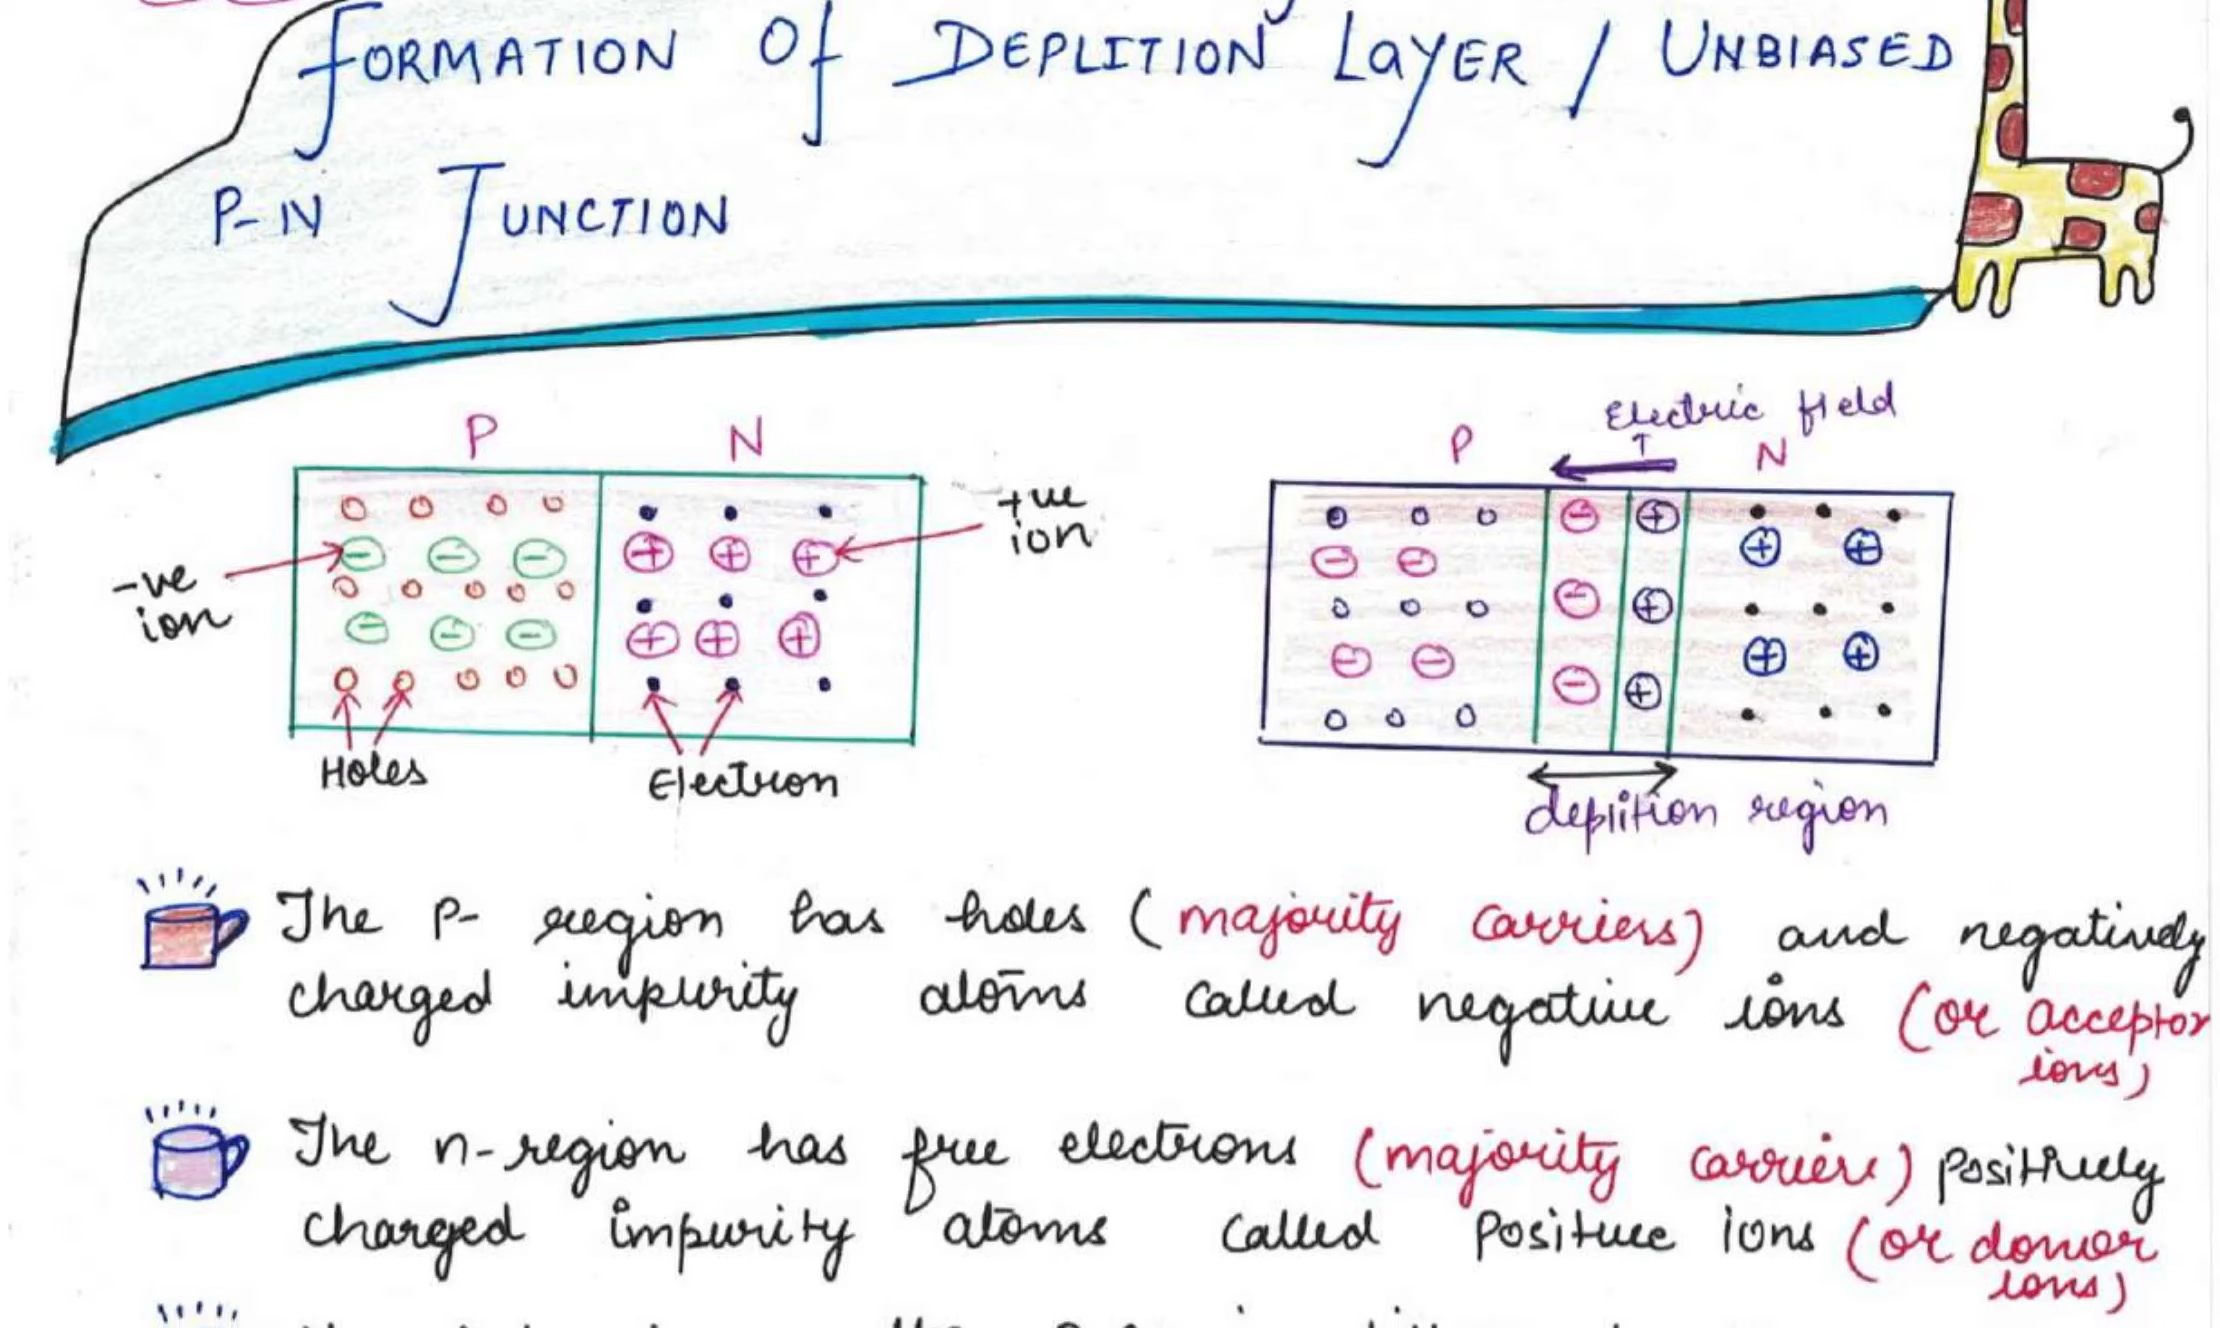 FORMATION Of DEPLITION LAYER / UNBIASED
P-N JUNCTION
P N
-ve
ion
+ve
ion
Holes Electron
Electric field
P N
deplition region
The P- region has holes (majority carriers) and negatively
charged impurity atoms called negative ions (or acceptor
ions)
The n-region has free electrons (majority carrier) positively
charged impurity atoms called Positive ions (or donor
ions)